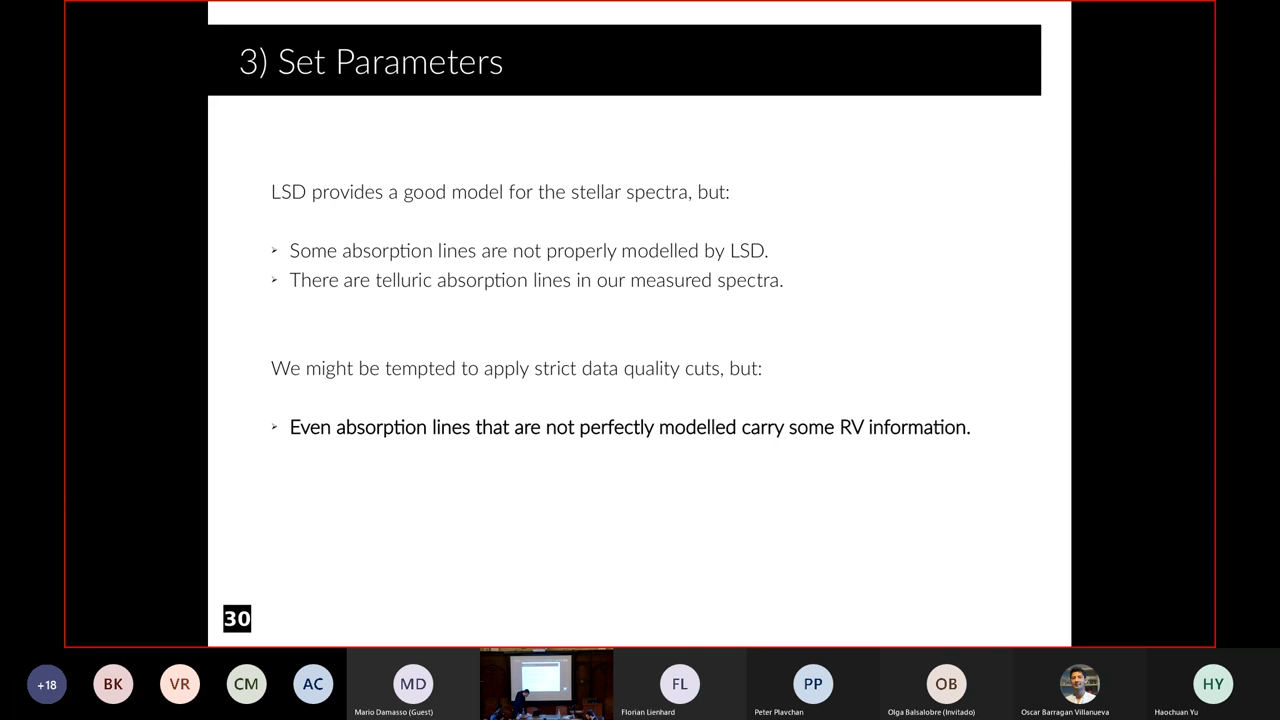 3) Set Parameters
LSD provides a good model for the stellar spectra, but:
➢ Some absorption lines are not properly modelled by LSD.
➢ There are telluric absorption lines in our measured spectra.
We might be tempted to apply strict data quality cuts, but:
➢ Even absorption lines that are not perfectly modelled carry some RV information.
30
+18 BK VR CM AC MD FL PP OB HY
Mario Damasso (Guest) Florian Lienhard Peter Plavchan Olga Balsalobre (Invitado) Oscar Barragan Villanueva Haochuan Yu